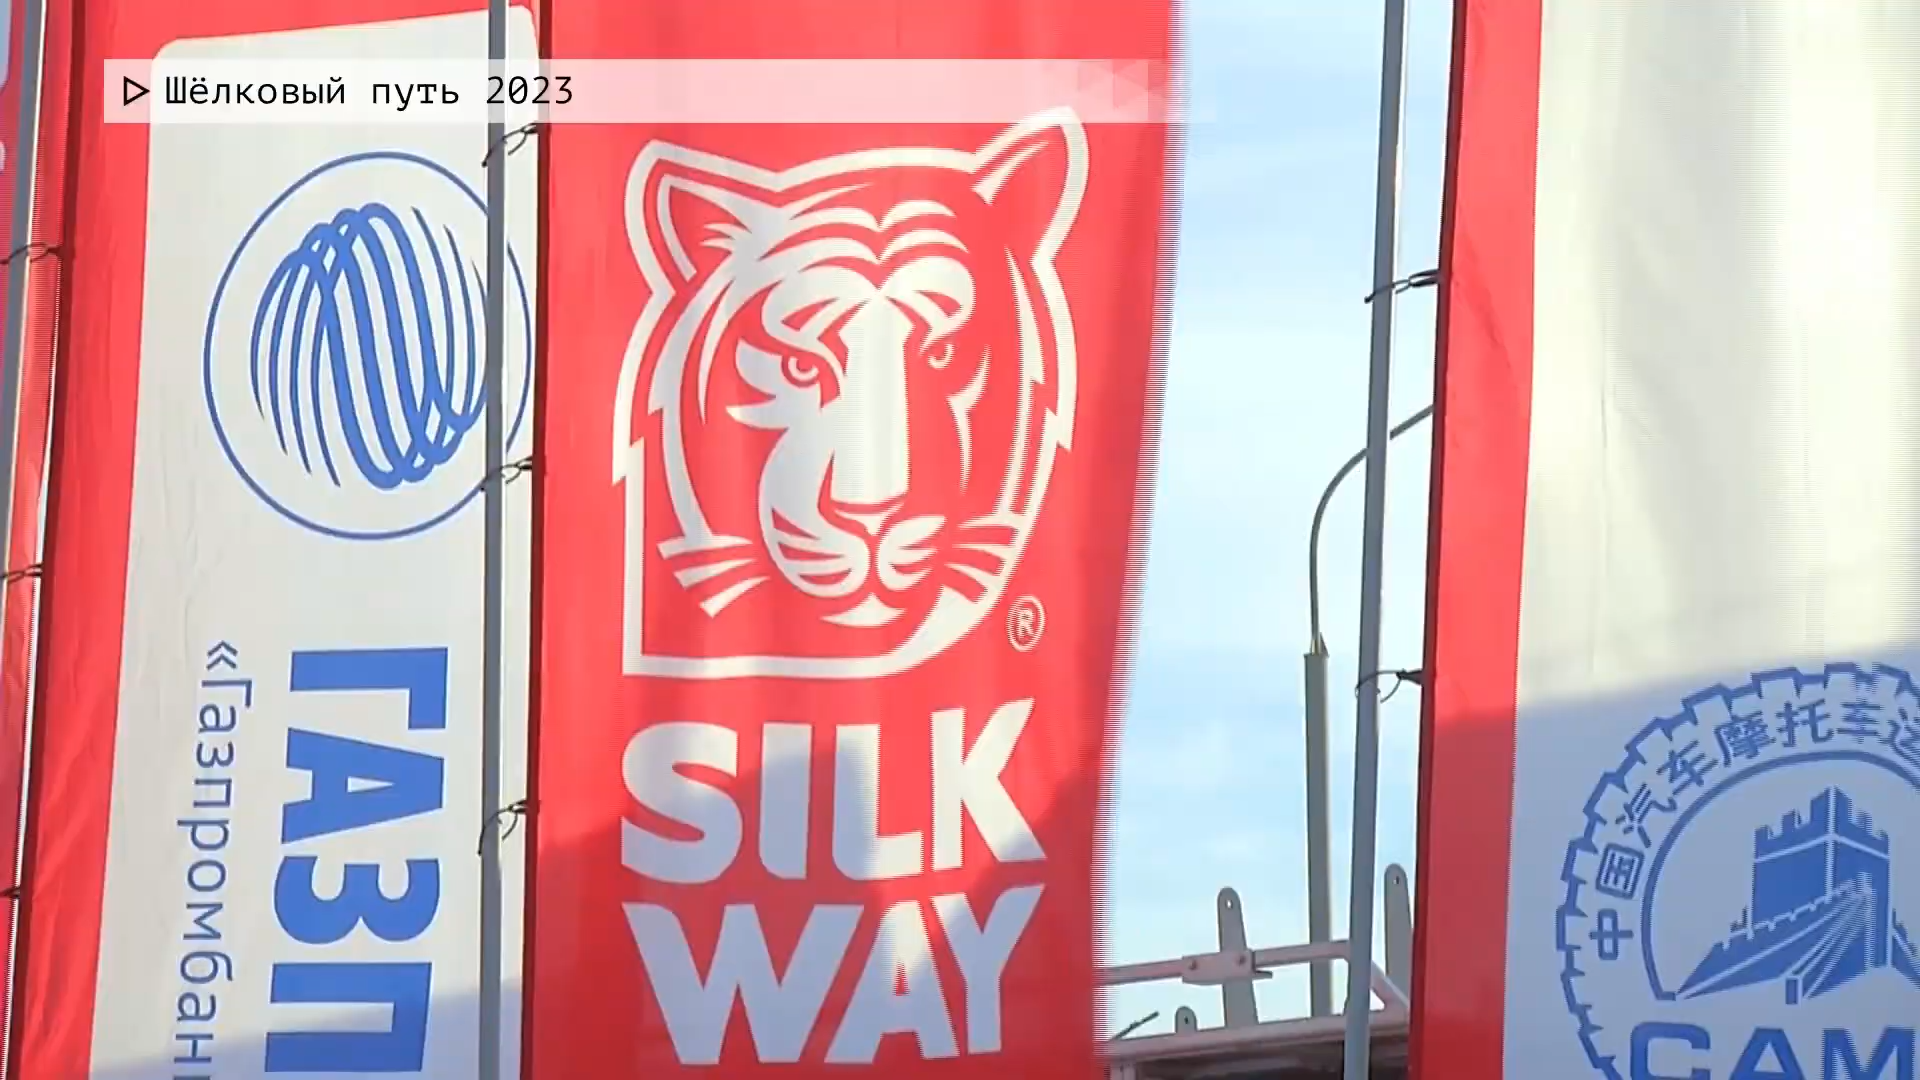 Шёлковый путь 2023
ГАЗП
«Газпромбан
SILK
WAY
®
中国汽车摩托车运
CAM